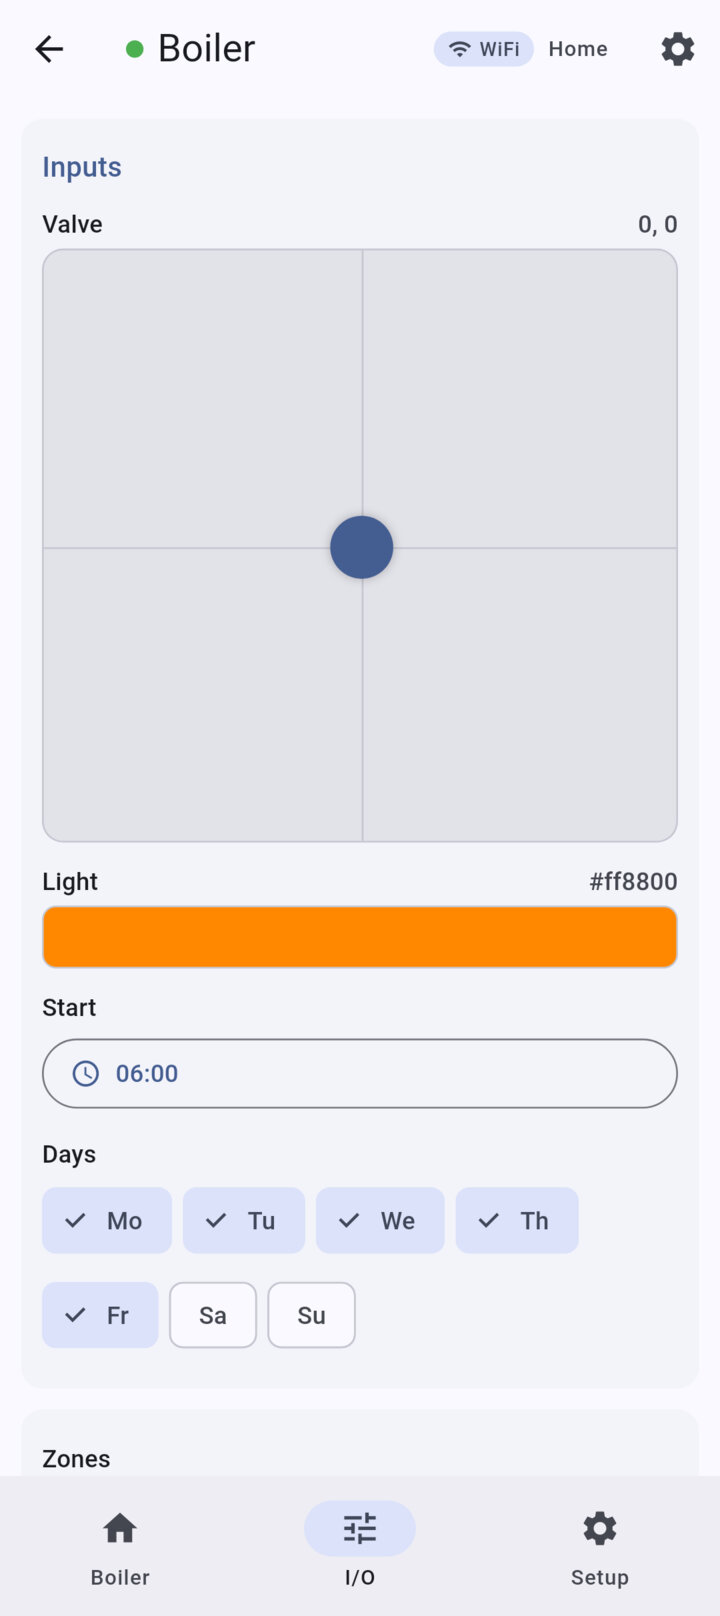 Boiler WiFi Home
Inputs
Valve 0, 0
Light #ff8800
Start
06:00
Days
Mo Tu We Th
Fr Sa Su
Zones
Boiler I/O Setup